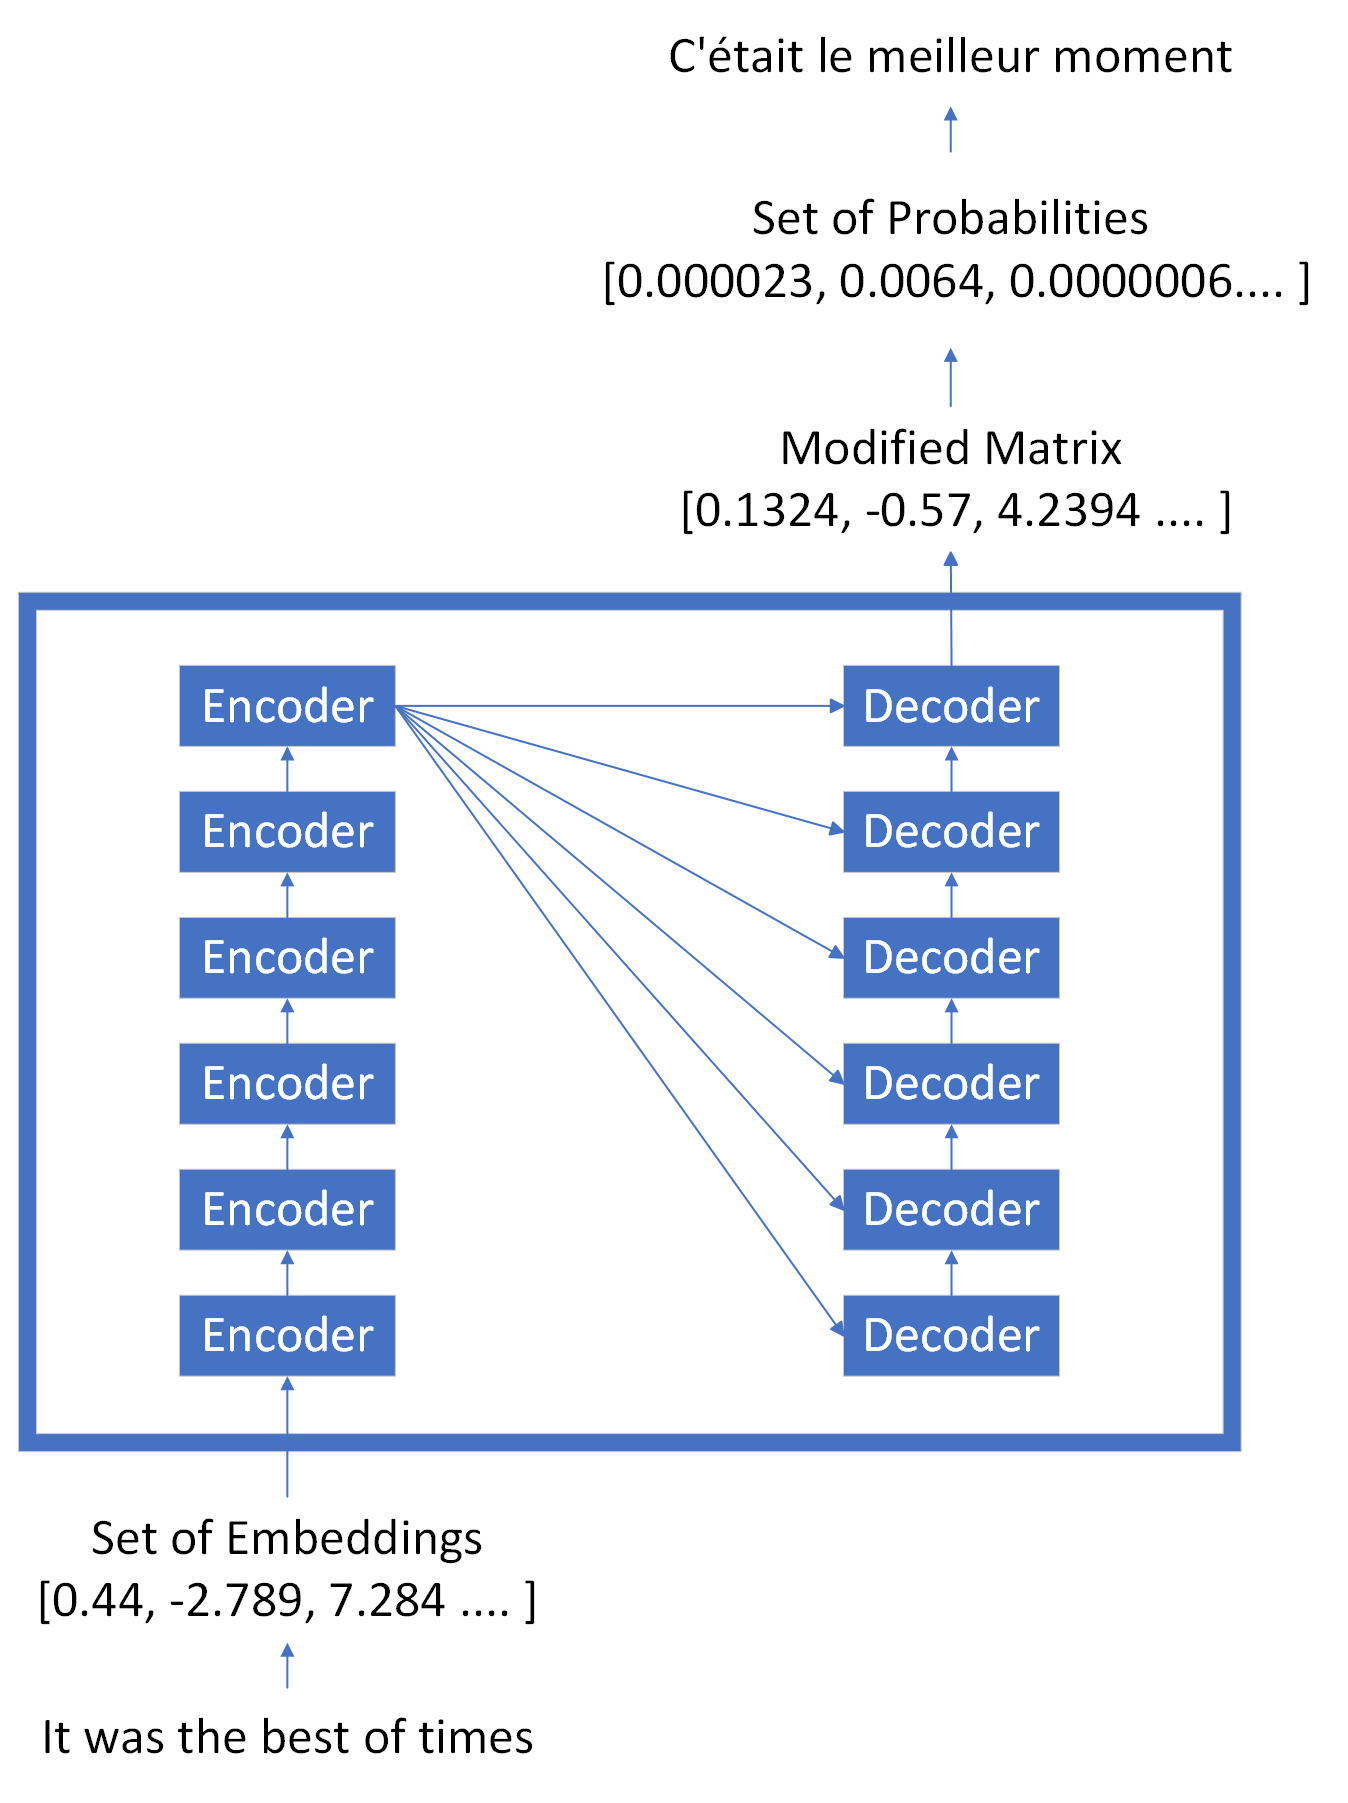 C'était le meilleur moment
Set of Probabilities
[0.000023, 0.0064, 0.0000006.... ]
Modified Matrix
[0.1324, -0.57, 4.2394 .... ]
Encoder
Decoder
Encoder
Decoder
Encoder
Decoder
Encoder
Decoder
Encoder
Decoder
Encoder
Decoder
Set of Embeddings
[0.44, -2.789, 7.284 .... ]
It was the best of times